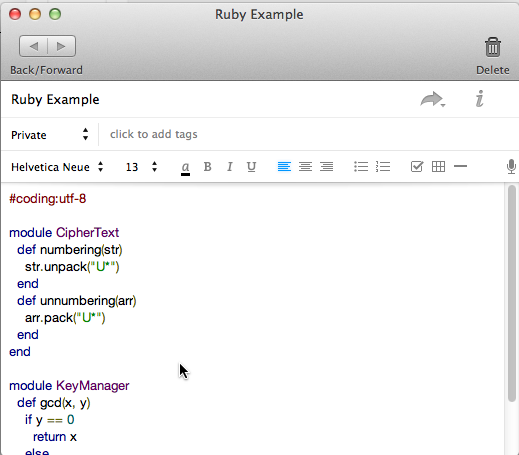 Ruby Example
Back/Forward
Delete
Ruby Example
Private
click to add tags
Helvetica Neue 13 a B I U
#coding:utf-8
module CipherText
  def numbering(str)
    str.unpack("U*")
  end
  def unnumbering(arr)
    arr.pack("U*")
  end
end
module KeyManager
  def gcd(x, y)
    if y == 0
      return x
    else